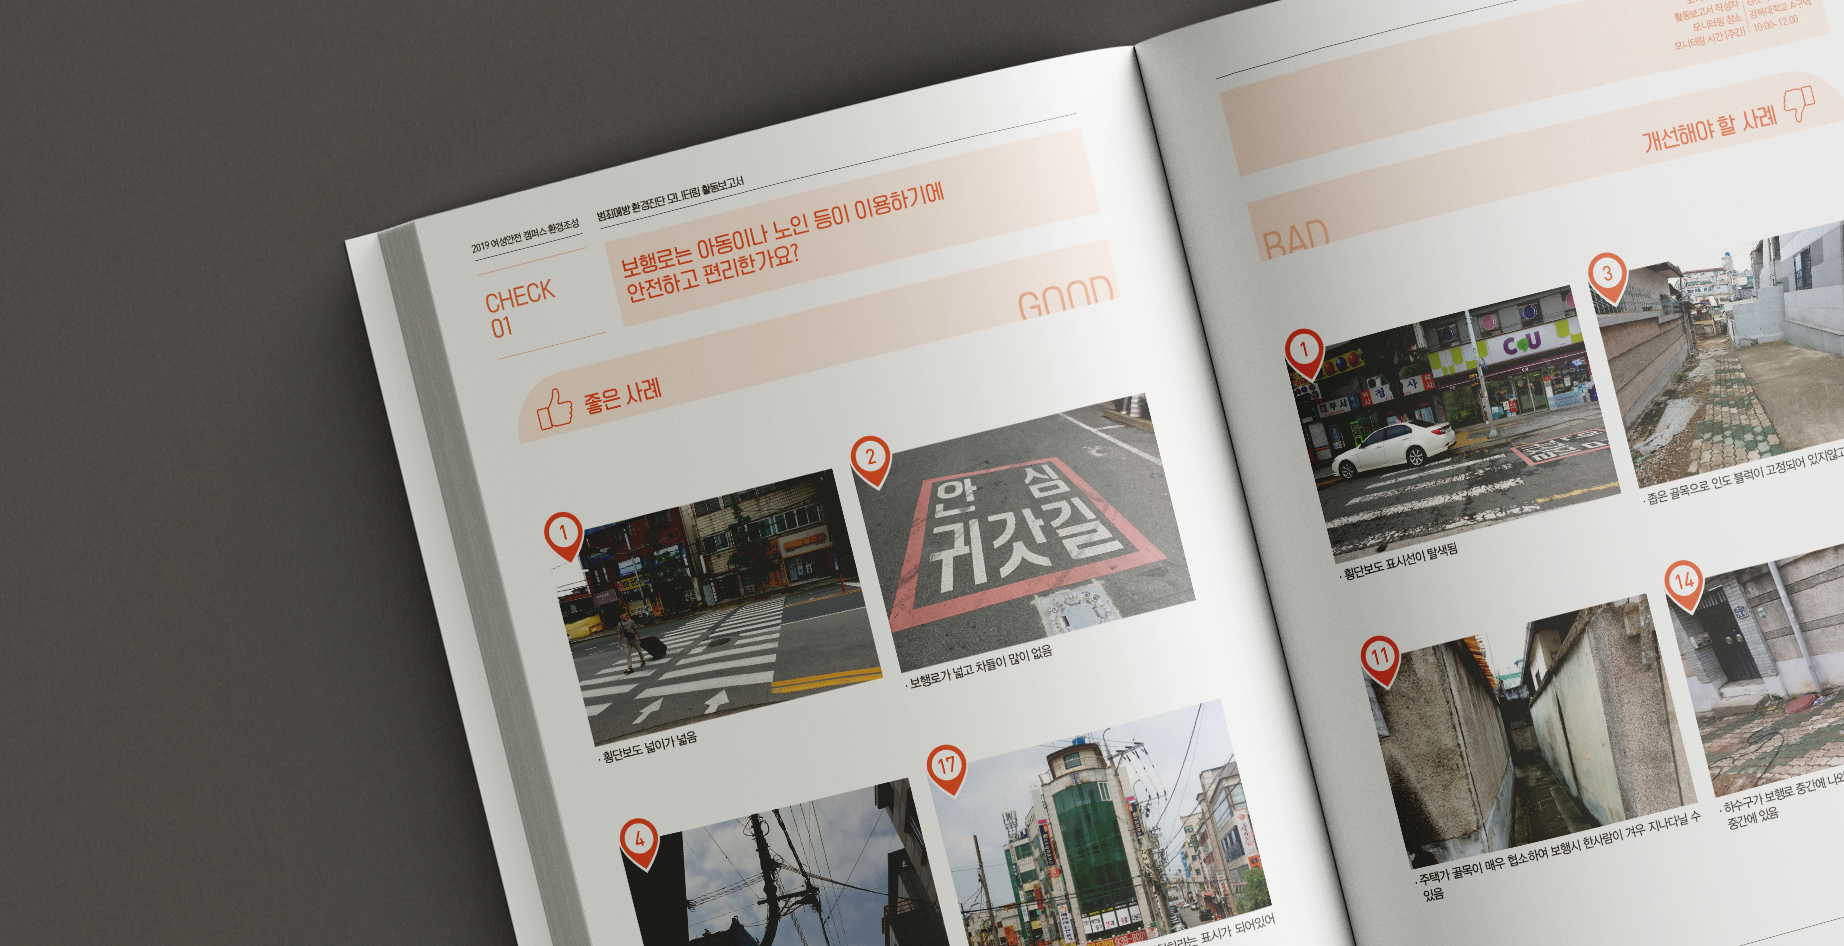 2019 여성안전 캠퍼스 환경조성
범죄예방 환경진단 모니터링 활동보고서
CHECK
01
보행로는 아동이나 노인 등이 이용하기에
안전하고 편리한가요?
GOOD
좋은 사례
1
2
안 심
귀갓길
· 횡단보도 넓이가 넓음
· 보행로가 넓고 차들이 많이 없음
4
17
표시가 되어있어
활동보고서 작성자
모니터링 장소 경북대학교 A구역
모니터링 시간 (주간) 10:00~12:00
개선해야 할 사례
BAD
1
3
CU
· 횡단보도 표시선이 탈색됨
· 좁은 골목으로 인도 블럭이 고정되어 있지않고
11
14
· 주택가 골목이 매우 협소하여 보행시 한사람이 겨우 지나다닐 수
있음
· 하수구가 보행로 중간에
중간에 있음